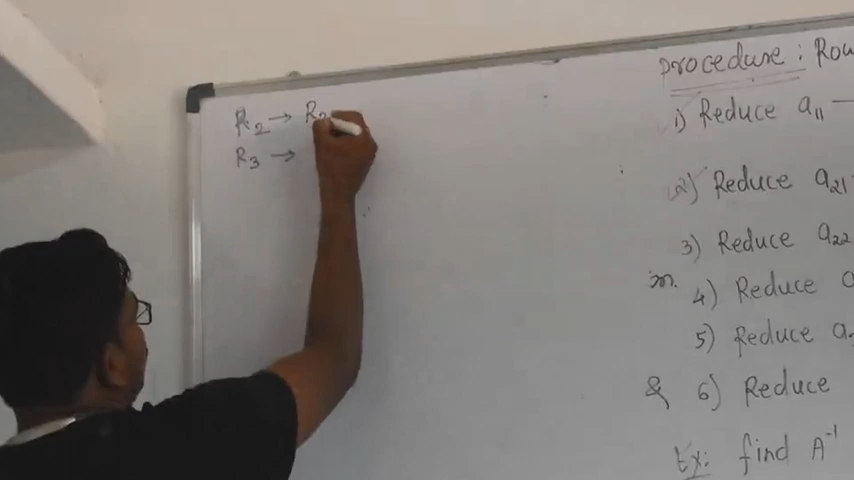 R₂ → R₂
R₃ →
Procedure : Row
1) Reduce a₁₁ —
2) Reduce a₂₁
3) Reduce a₂₂
m. 4) Reduce a
5) Reduce a
& 6) Reduce
Ex: find A⁻¹